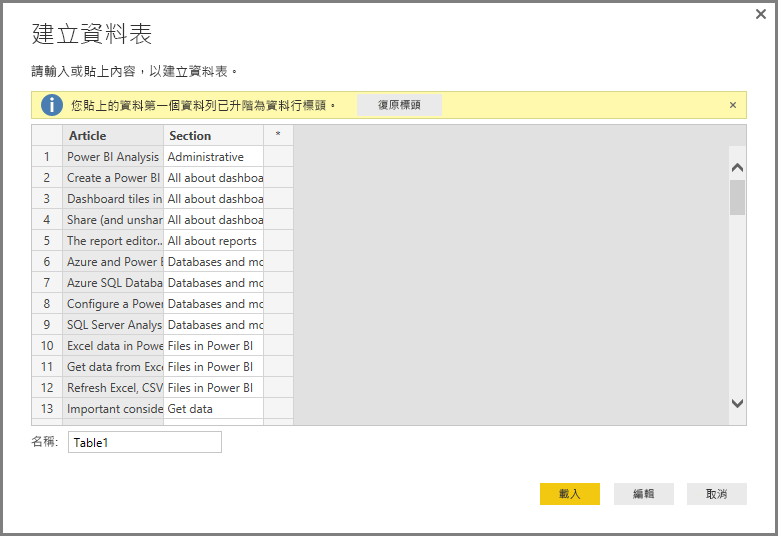 建立資料表
請輸入或貼上內容，以建立資料表。
您貼上的資料第一個資料列已升階為資料行標頭。 復原標頭
Article Section *
1 Power BI Analysis Administrative
2 Create a Power BI All about dashboa
3 Dashboard tiles in All about dashboa
4 Share (and unshar All about dashboa
5 The report editor.. All about reports
6 Azure and Power B Databases and mo
7 Azure SQL Databa Databases and mo
8 Configure a Power Databases and mo
9 SQL Server Analys Databases and mo
10 Excel data in Powe Files in Power BI
11 Get data from Exce Files in Power BI
12 Refresh Excel, CSV Files in Power BI
13 Important conside Get data
名稱: Table1
載入 編輯 取消